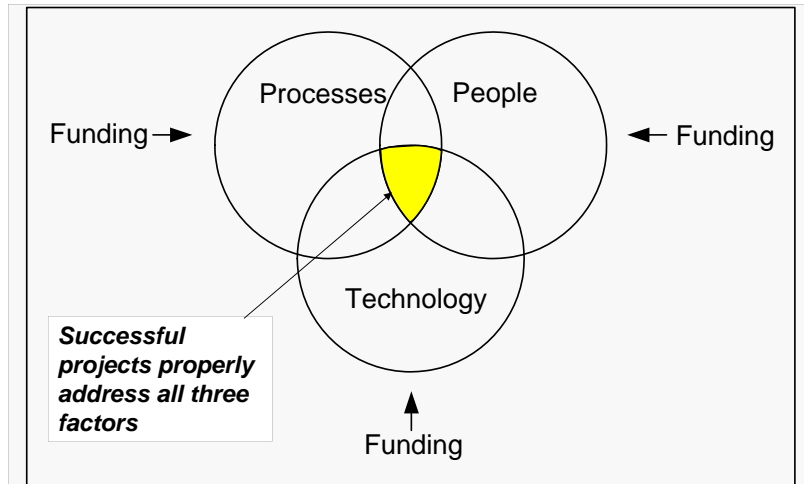 Processes
People
Funding
Funding
Technology
Successful
projects properly
address all three
factors
Funding